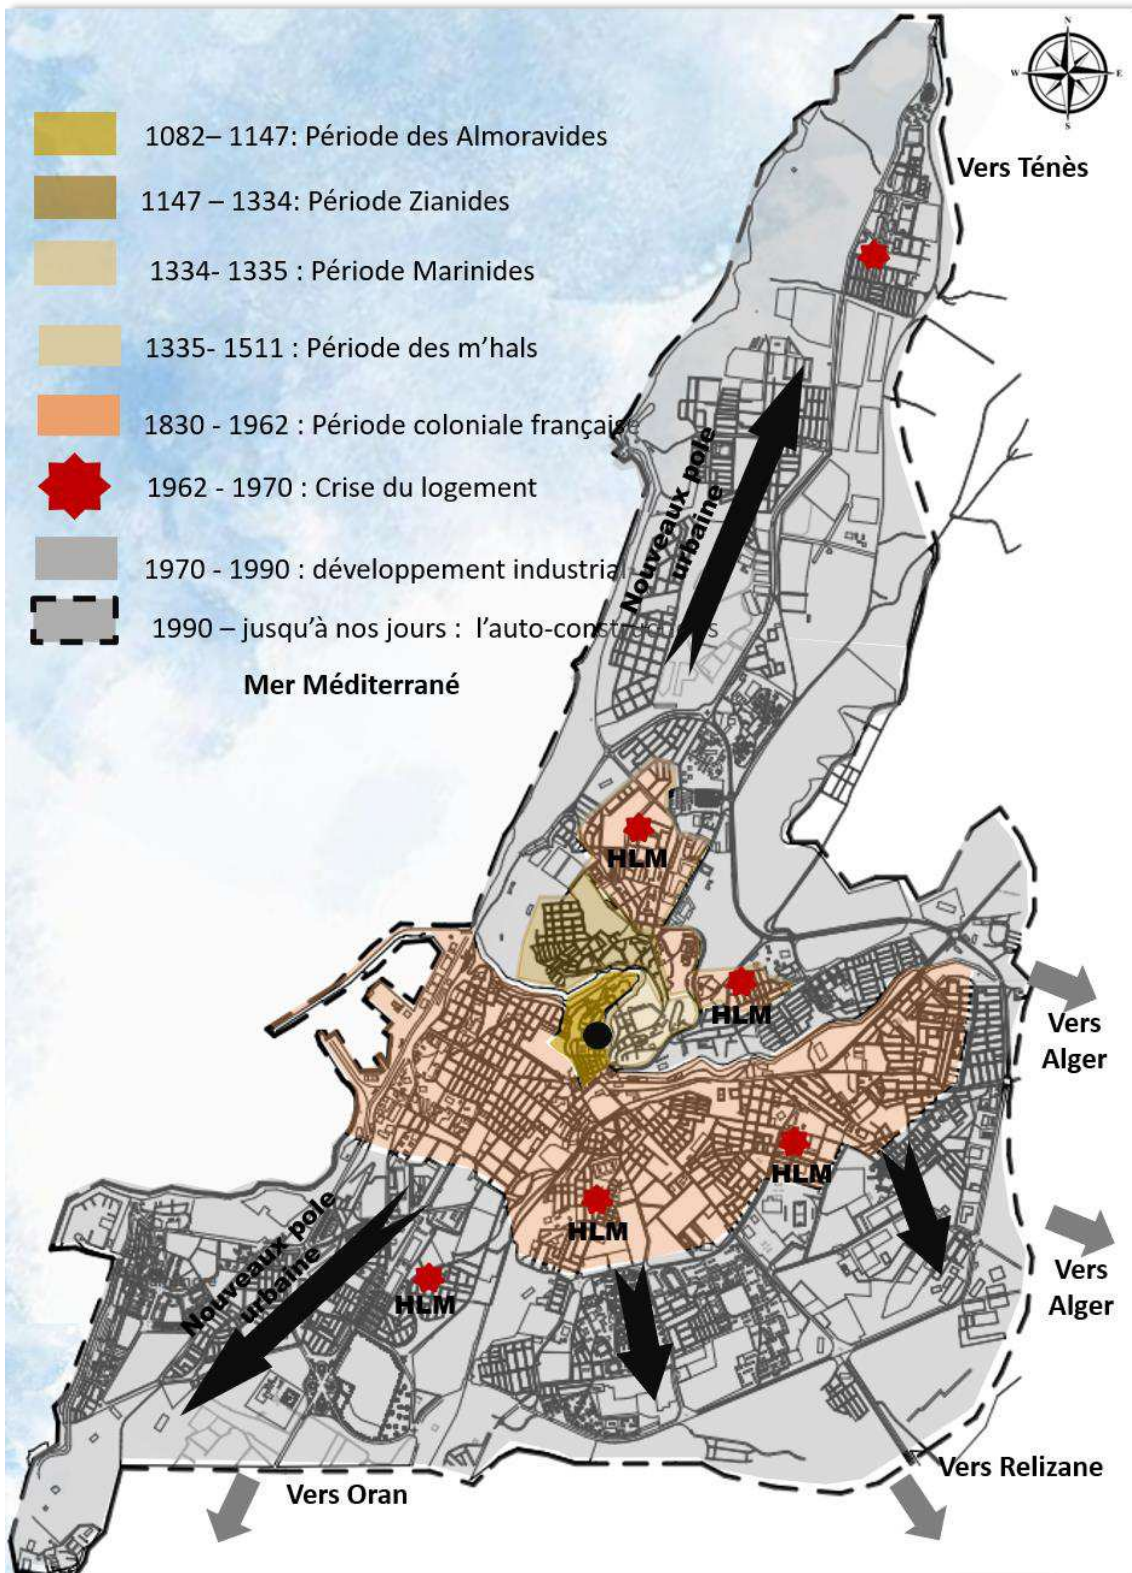 N
W
E
S
Vers Ténès
1082– 1147: Période des Almoravides
1147 – 1334: Période Zianides
1334- 1335 : Période Marinides
1335- 1511 : Période des m'hals
1830 - 1962 : Période coloniale française
1962 - 1970 : Crise du logement
1970 - 1990 : développement industrial
1990 – jusqu'à nos jours : l'auto-constructions
Mer Méditerrané
Nouveaux pole
urbaine
HLM
HLM
Vers
Alger
HLM
HLM
Nouveaux pole
urbaine
HLM
Vers
Alger
Vers Relizane
Vers Oran